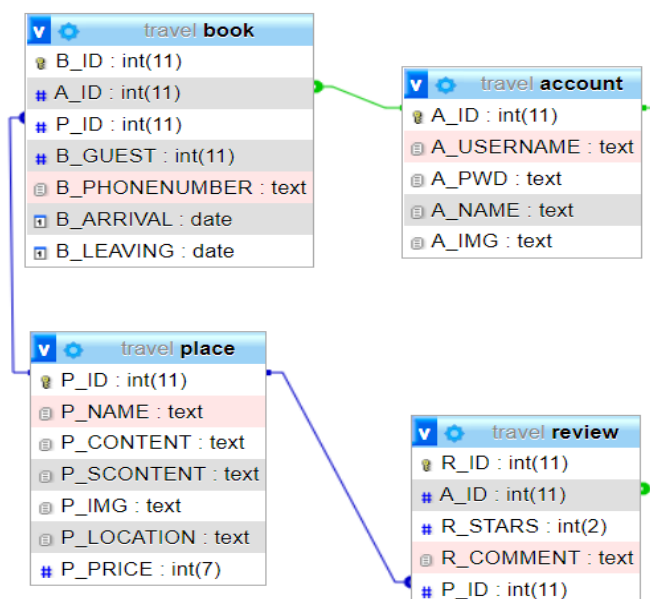 travel book
B_ID : int(11)
A_ID : int(11)
P_ID : int(11)
B_GUEST : int(11)
B_PHONENUMBER : text
B_ARRIVAL : date
B_LEAVING : date
travel account
A_ID : int(11)
A_USERNAME : text
A_PWD : text
A_NAME : text
A_IMG : text
travel place
P_ID : int(11)
P_NAME : text
P_CONTENT : text
P_SCONTENT : text
P_IMG : text
P_LOCATION : text
P_PRICE : int(7)
travel review
R_ID : int(11)
A_ID : int(11)
R_STARS : int(2)
R_COMMENT : text
P_ID : int(11)